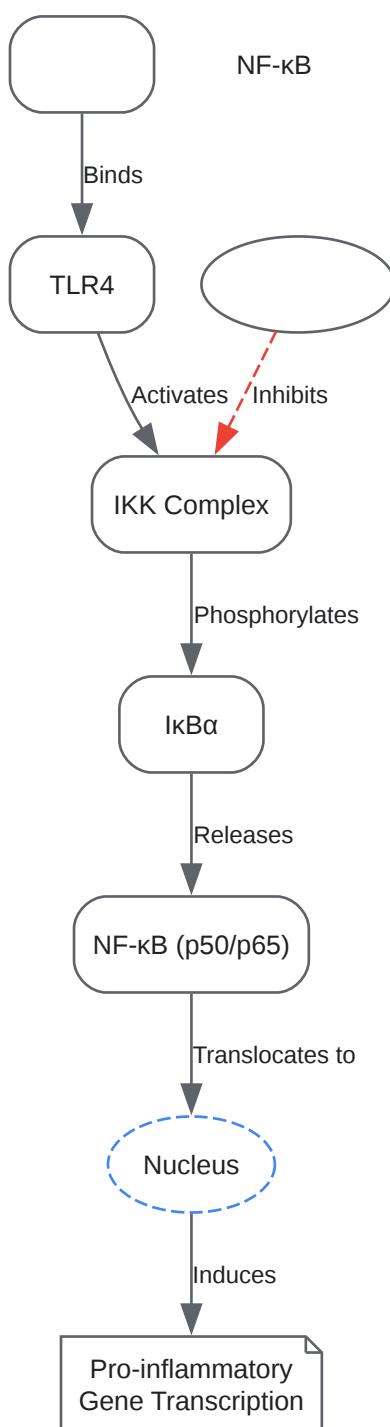 NF-κB
Binds
TLR4
Activates
Inhibits
IKK Complex
Phosphorylates
IκBα
Releases
NF-κB (p50/p65)
Translocates to
Nucleus
Induces
Pro-inflammatory
Gene Transcription